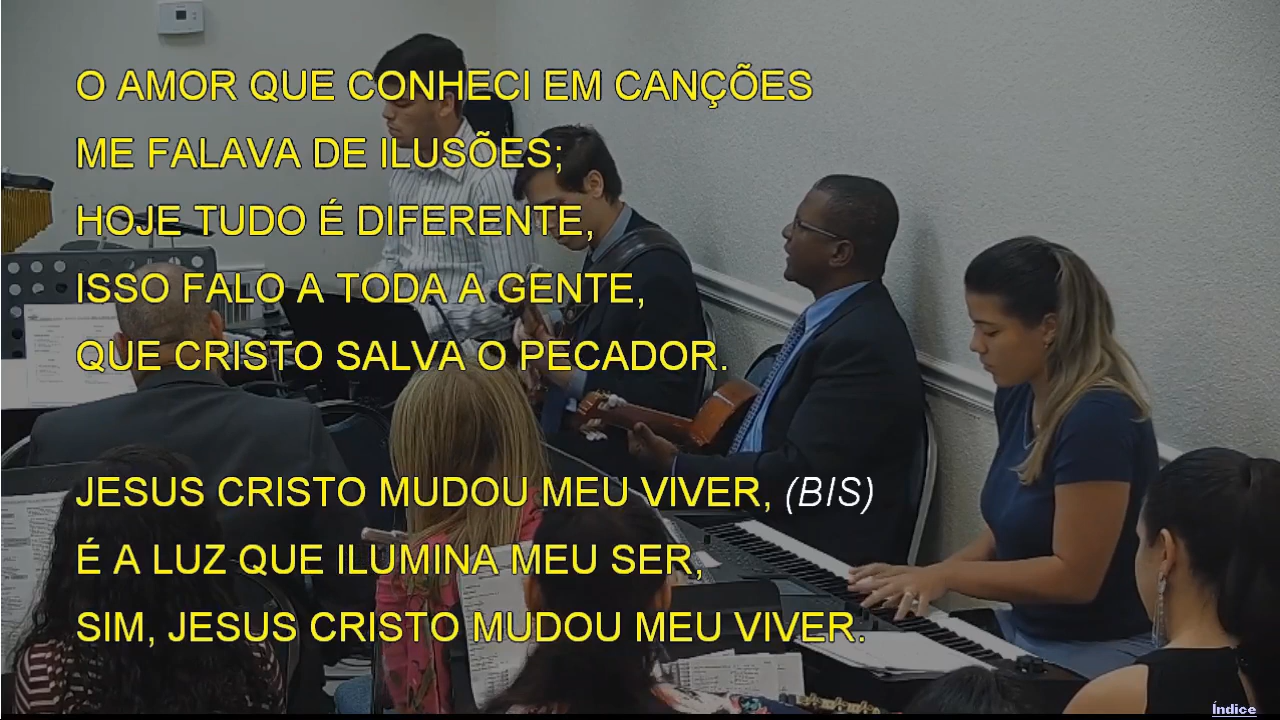 O AMOR QUE CONHECI EM CANÇÕES
ME FALAVA DE ILUSÕES;
HOJE TUDO É DIFERENTE,
ISSO FALO A TODA A GENTE,
QUE CRISTO SALVA O PECADOR.
JESUS CRISTO MUDOU MEU VIVER, (BIS)
É A LUZ QUE ILUMINA MEU SER,
SIM, JESUS CRISTO MUDOU MEU VIVER.
Índice